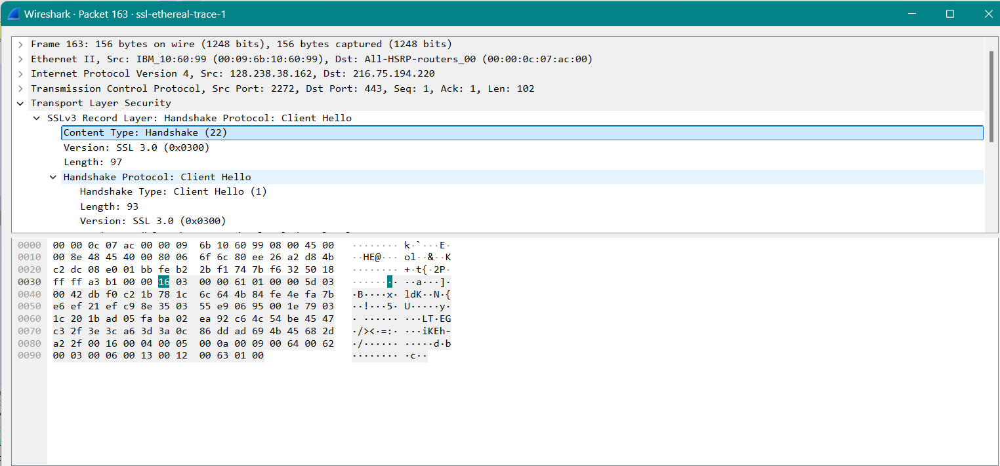 Wireshark · Packet 163 · ssl-ethereal-trace-1
Frame 163: 156 bytes on wire (1248 bits), 156 bytes captured (1248 bits)
Ethernet II, Src: IBM_10:60:99 (00:09:6b:10:60:99), Dst: All-HSRP-routers_00 (00:00:0c:07:ac:00)
Internet Protocol Version 4, Src: 128.238.38.162, Dst: 216.75.194.220
Transmission Control Protocol, Src Port: 2272, Dst Port: 443, Seq: 1, Ack: 1, Len: 102
Transport Layer Security
SSLv3 Record Layer: Handshake Protocol: Client Hello
Content Type: Handshake (22)
Version: SSL 3.0 (0x0300)
Length: 97
Handshake Protocol: Client Hello
Handshake Type: Client Hello (1)
Length: 93
Version: SSL 3.0 (0x0300)
0000 00 00 0c 07 ac 00 00 09 6b 10 60 99 08 00 45 00 ········ k·`···E·
0010 00 8e 48 45 40 00 80 06 6f 6c 80 ee 26 a2 d8 4b ··HE@··· ol··&··K
0020 c2 dc 08 e0 01 bb fe b2 2b f1 74 7b f6 32 50 18 ········ +·t{·2P·
0030 ff ff a3 b1 00 00 16 03 00 00 61 01 00 00 5d 03 ········ ··a···]·
0040 00 42 db f0 c2 1b 78 1c 6c 64 4b 84 fe 4e fa 7b ·B····x· ldK··N·{
0050 e6 ef 21 ef c9 8e 35 03 55 e9 06 95 00 1e 79 03 ··!···5· U·····y·
0060 1c 20 1b ad 05 fa ba 02 ea 92 c6 4c 54 be 45 47 · ······ ···LT·EG
0070 c3 2f 3e 3c a6 3d 3a 0c 86 dd ad 69 4b 45 68 2d ·/><·=:· ···iKEh-
0080 a2 2f 00 16 00 04 00 05 00 0a 00 09 00 64 00 62 ·/······ ·····d·b
0090 00 03 00 06 00 13 00 12 00 63 01 00 ········ ·c··